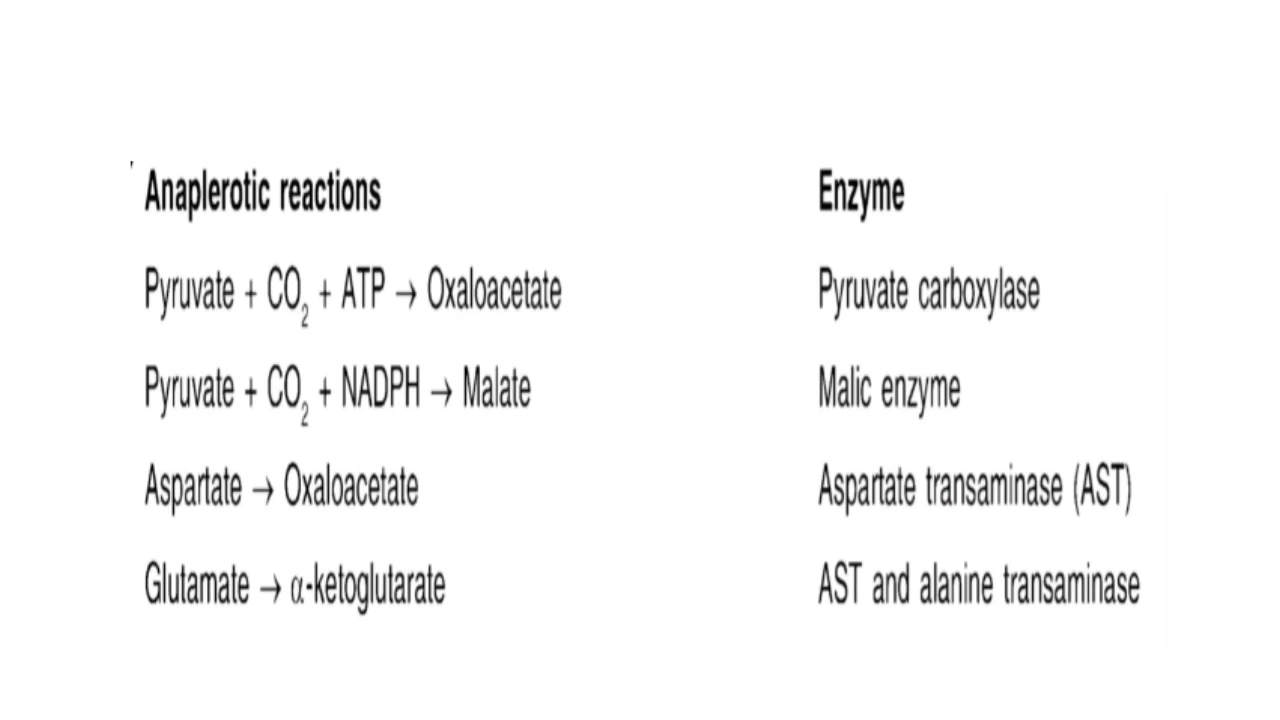 Anaplerotic reactions Enzyme
Pyruvate + CO₂ + ATP → Oxaloacetate Pyruvate carboxylase
Pyruvate + CO₂ + NADPH → Malate Malic enzyme
Aspartate → Oxaloacetate Aspartate transaminase (AST)
Glutamate → α-ketoglutarate AST and alanine transaminase